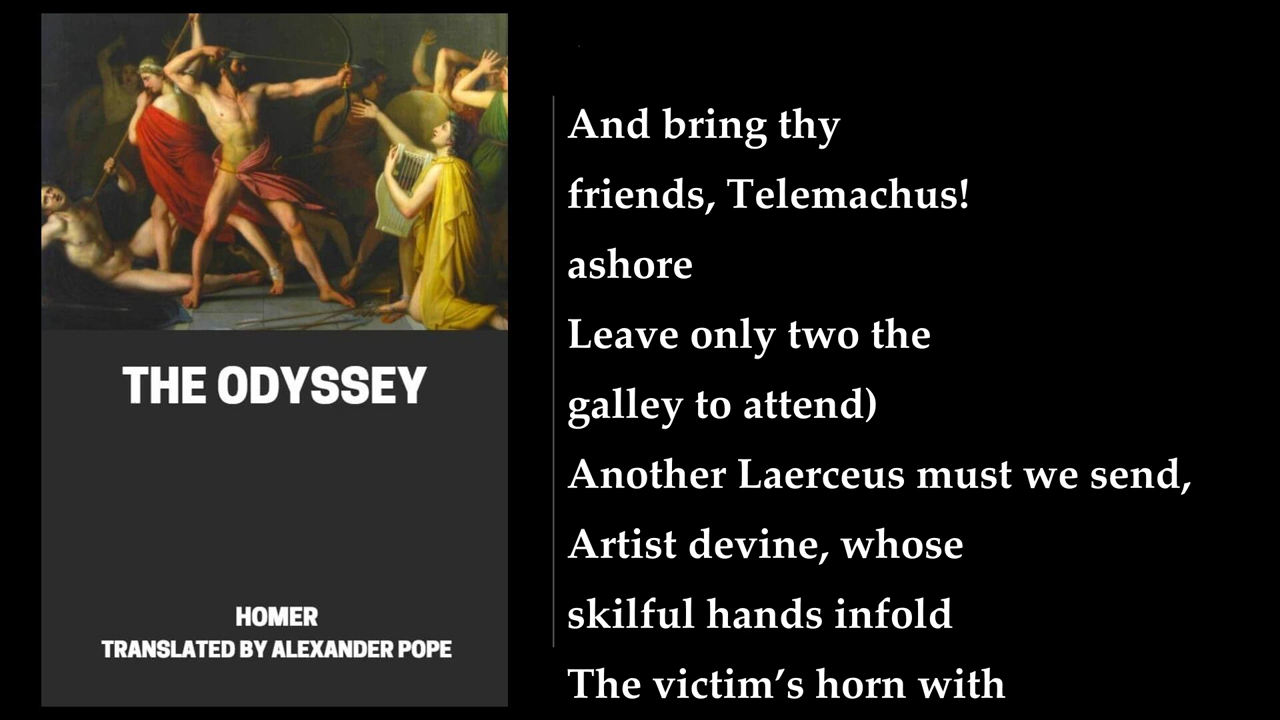 THE ODYSSEY
HOMER
TRANSLATED BY ALEXANDER POPE
And bring thy
friends, Telemachus!
ashore
Leave only two the
galley to attend)
Another Laerceus must we send,
Artist devine, whose
skilful hands infold
The victim’s horn with